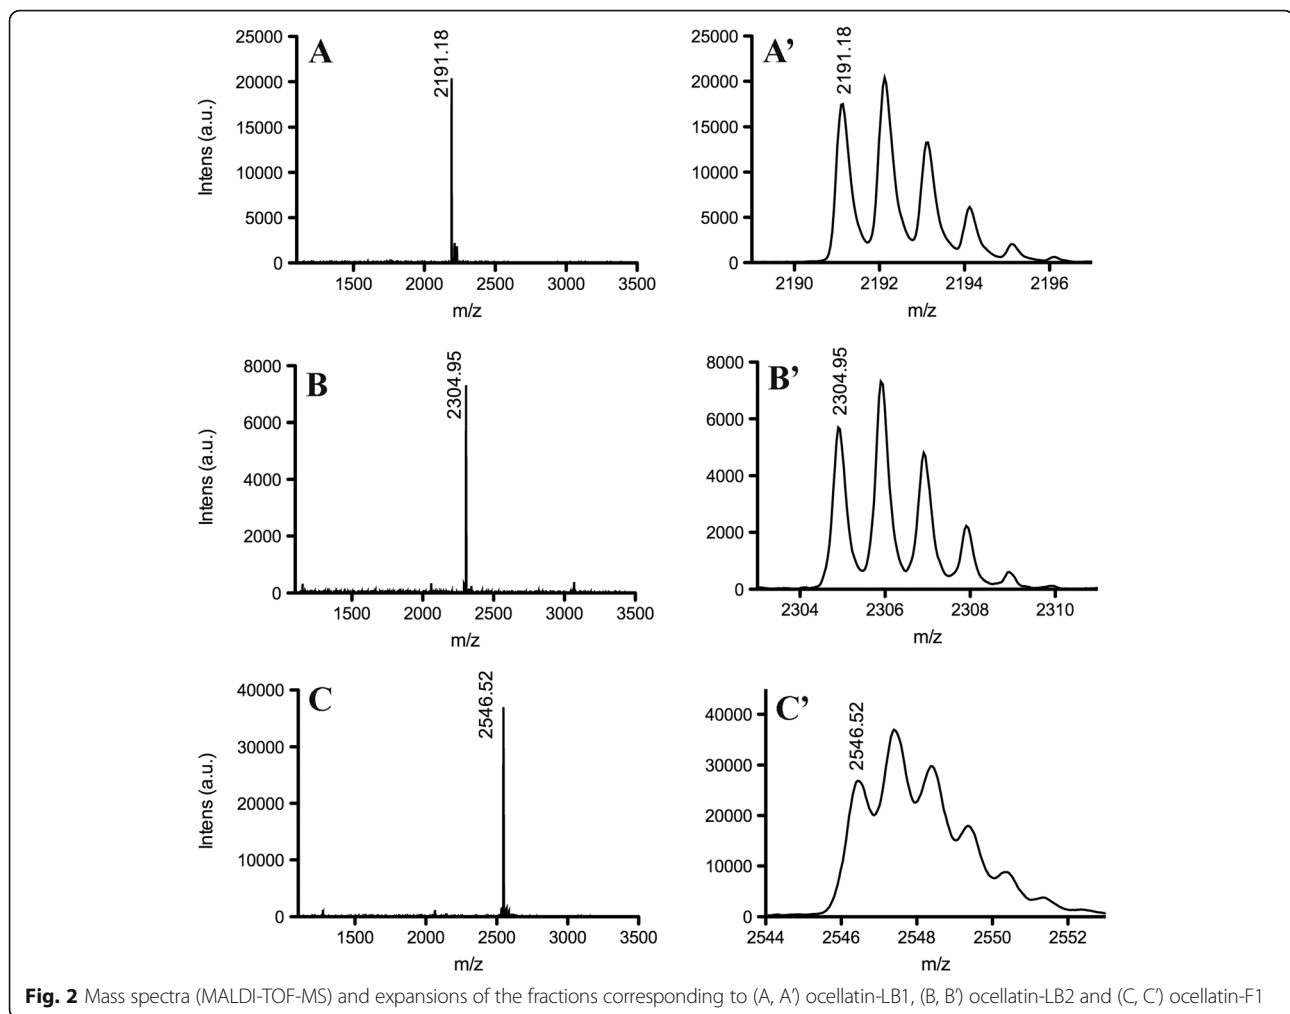 A
2191.18
Intens (a.u.)
25000
20000
15000
10000
5000
0
1500 2000 2500 3000 3500
m/z
A’
2191.18
25000
20000
15000
10000
5000
0
2190 2192 2194 2196
m/z
B
2304.95
Intens (a.u.)
8000
6000
4000
2000
0
1500 2000 2500 3000 3500
m/z
B’
2304.95
8000
6000
4000
2000
0
2304 2306 2308 2310
m/z
C
2546.52
Intens (a.u.)
40000
30000
20000
10000
0
1500 2000 2500 3000 3500
m/z
C’
2546.52
40000
30000
20000
10000
0
2544 2546 2548 2550 2552
m/z
Fig. 2 Mass spectra (MALDI-TOF-MS) and expansions of the fractions corresponding to (A, A’) ocellatin-LB1, (B, B’) ocellatin-LB2 and (C, C’) ocellatin-F1